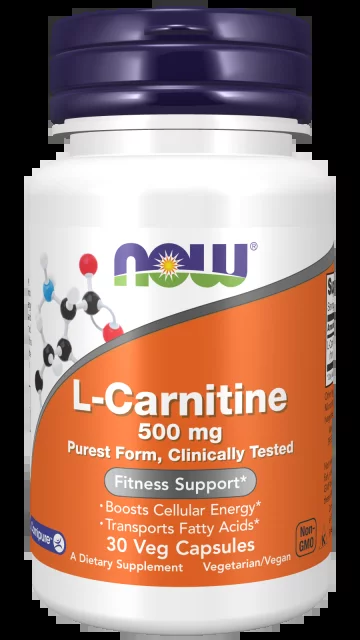 NOW®
L-Carnitine
500 mg
Purest Form, Clinically Tested
Fitness Support*
• Boosts Cellular Energy*
• Transports Fatty Acids*
30 Veg Capsules
A Dietary Supplement Vegetarian/Vegan
Non-
GMO
K